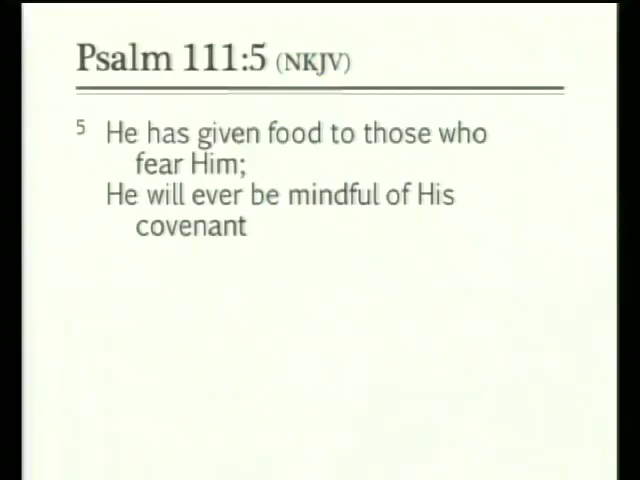 Psalm 111:5 (NKJV)
5 He has given food to those who
fear Him;
He will ever be mindful of His
covenant